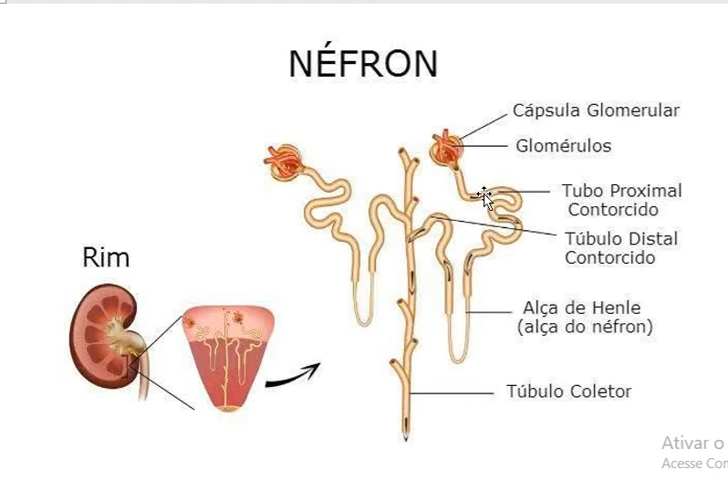 NÉFRON
Cápsula Glomerular
Glomérulos
Tubo Proximal
Contorcido
Túbulo Distal
Contorcido
Rim
Alça de Henle
(alça do néfron)
Túbulo Coletor
Ativar o
Acesse Con